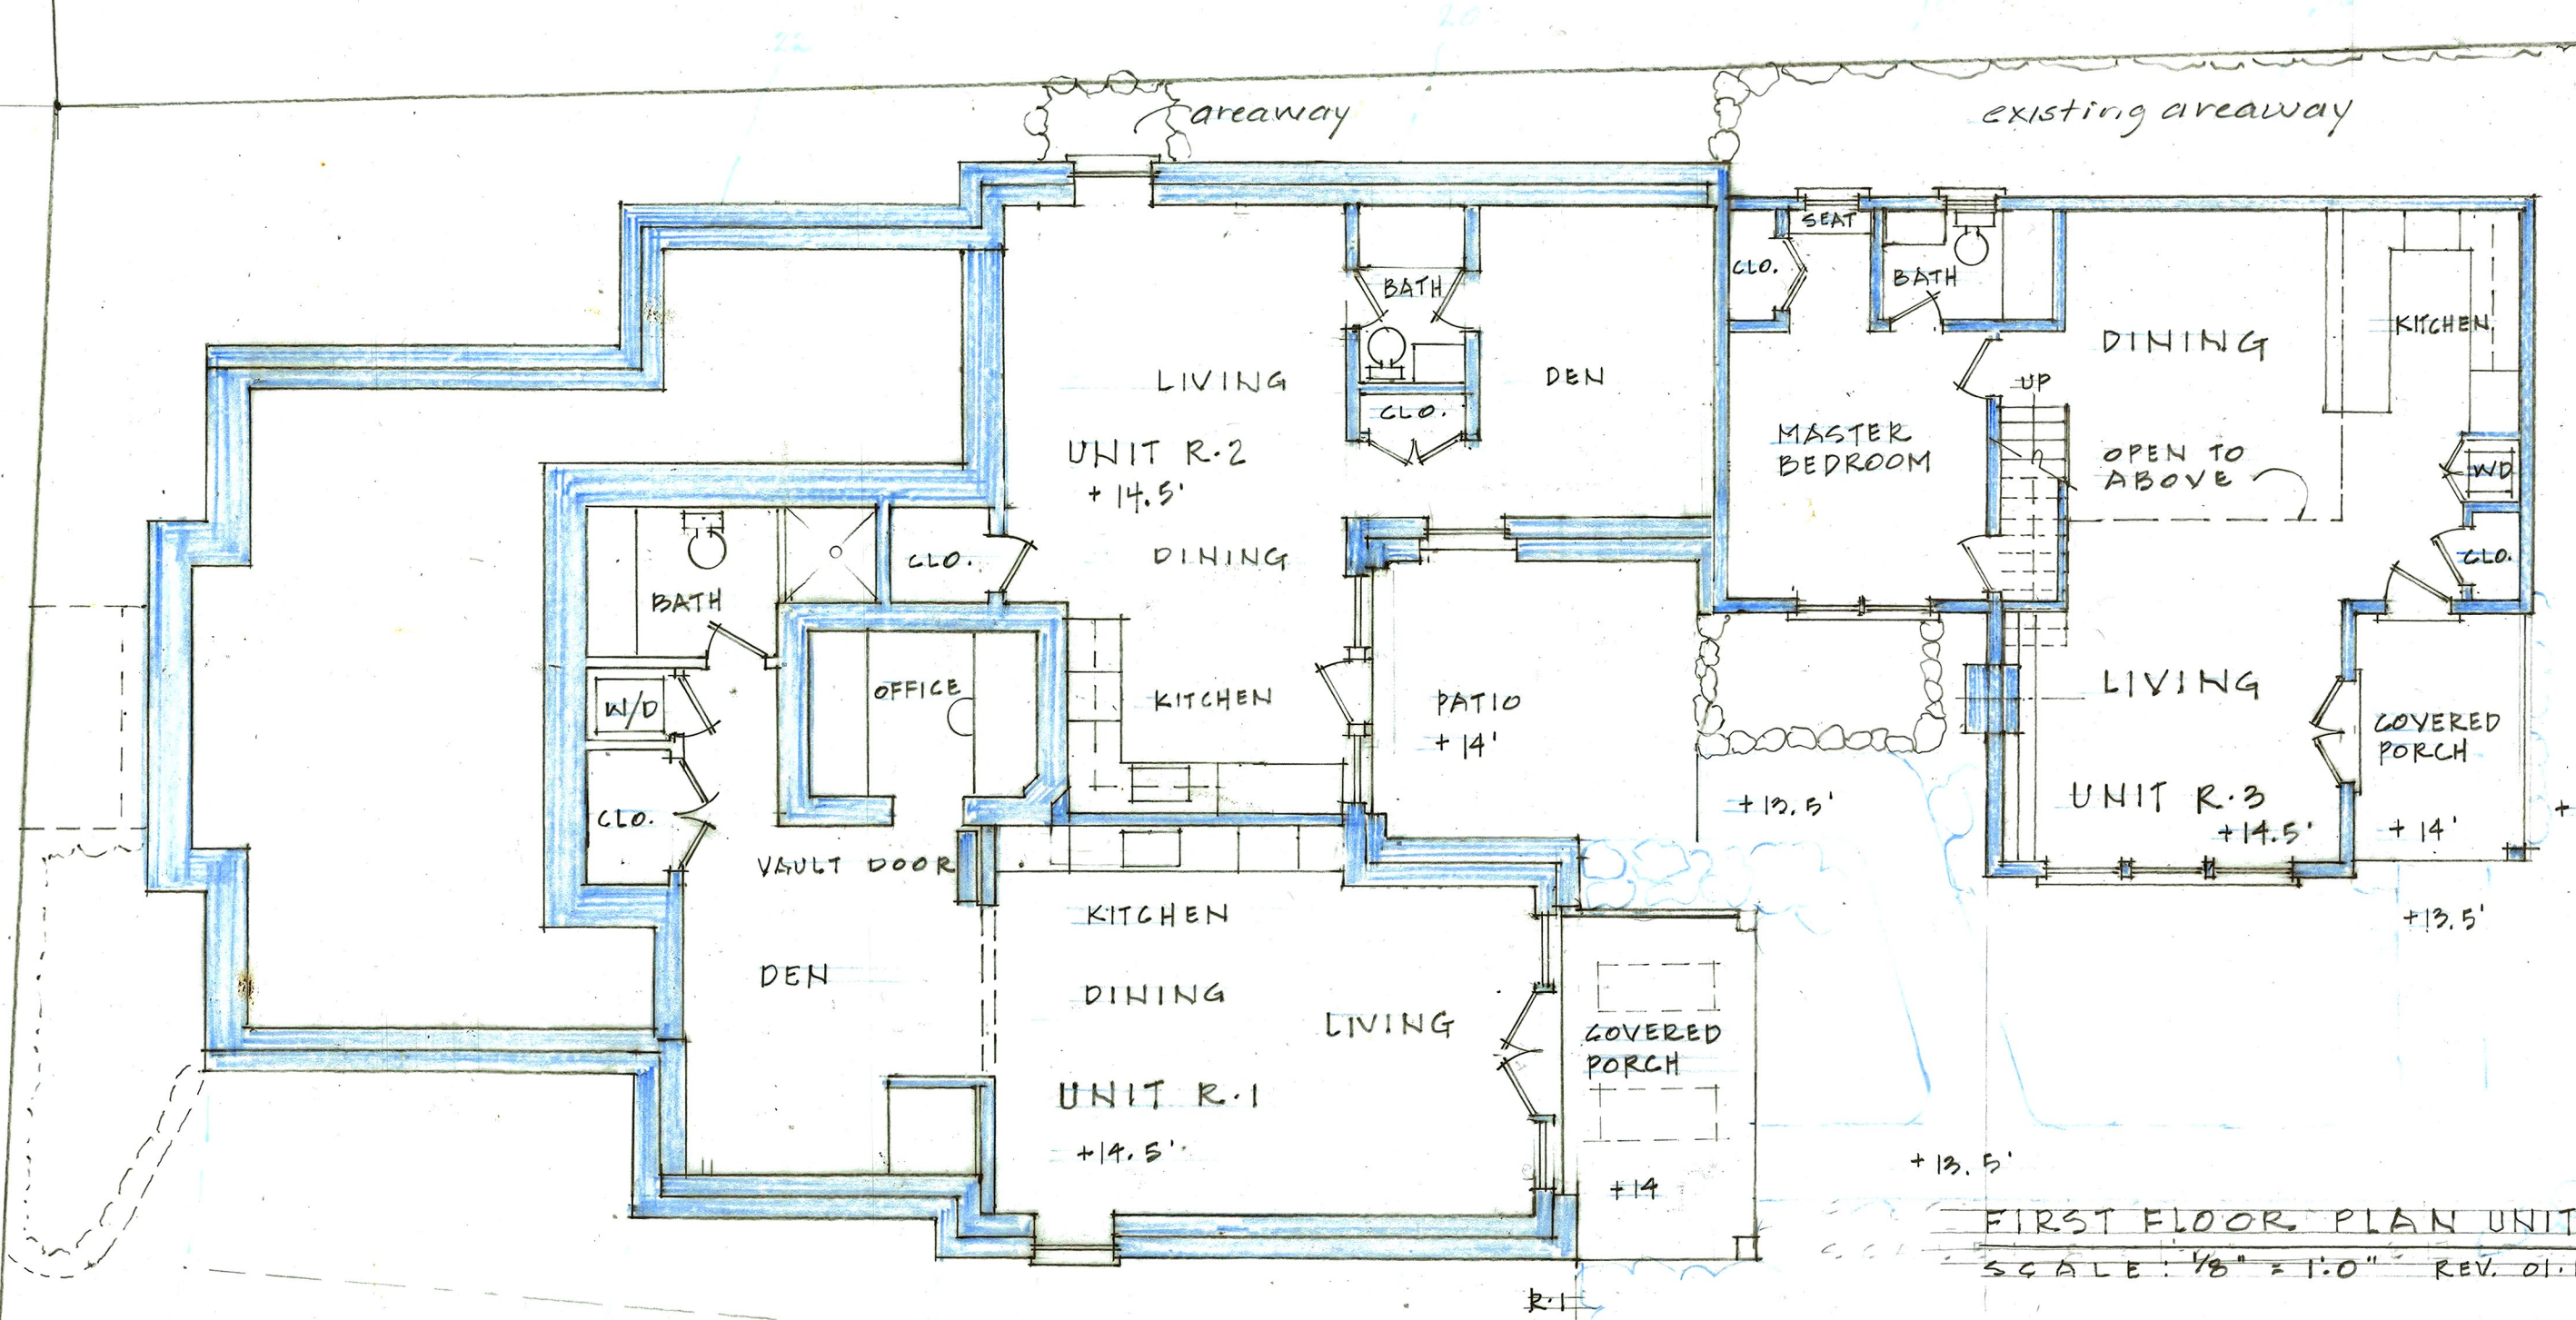 22
20
areaway
existing areaway
SEAT
CLO.
BATH
BATH
KITCHEN
DINING
LIVING
DEN
UP
CLO.
MASTER
BEDROOM
UNIT R.2
+14.5'
OPEN TO
ABOVE
WD
CLO.
DINING
CLO.
BATH
OFFICE
KITCHEN
PATIO
+14'
LIVING
W/D
COVERED
PORCH
UNIT R.3
+14.5'
+13.5'
+14'
CLO.
VAULT DOOR
KITCHEN
+13.5'
DEN
DINING
LIVING
COVERED
PORCH
UNIT R.1
+14.5'
+14
+13.5'
FIRST FLOOR PLAN UNIT
SCALE: 1/8" = 1'.0" REV. 01.
R.1